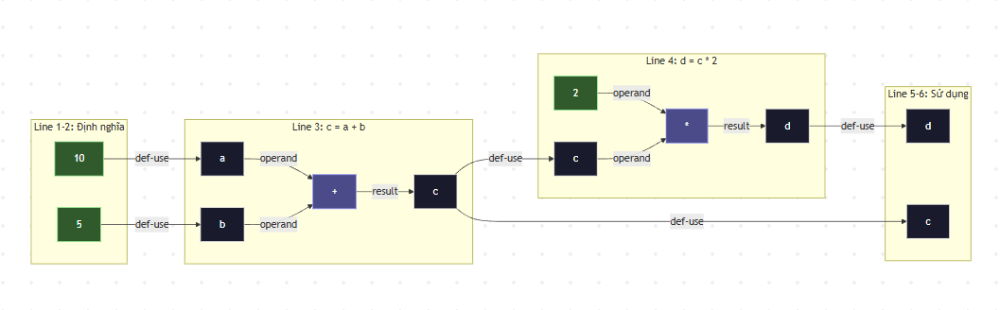 Line 1-2: Định nghĩa
10
def-use
5
def-use
Line 3: c = a + b
a
operand
b
operand
+
result
c
def-use
def-use
Line 4: d = c * 2
2
operand
c
operand
*
result
d
def-use
Line 5-6: Sử dụng
d
c